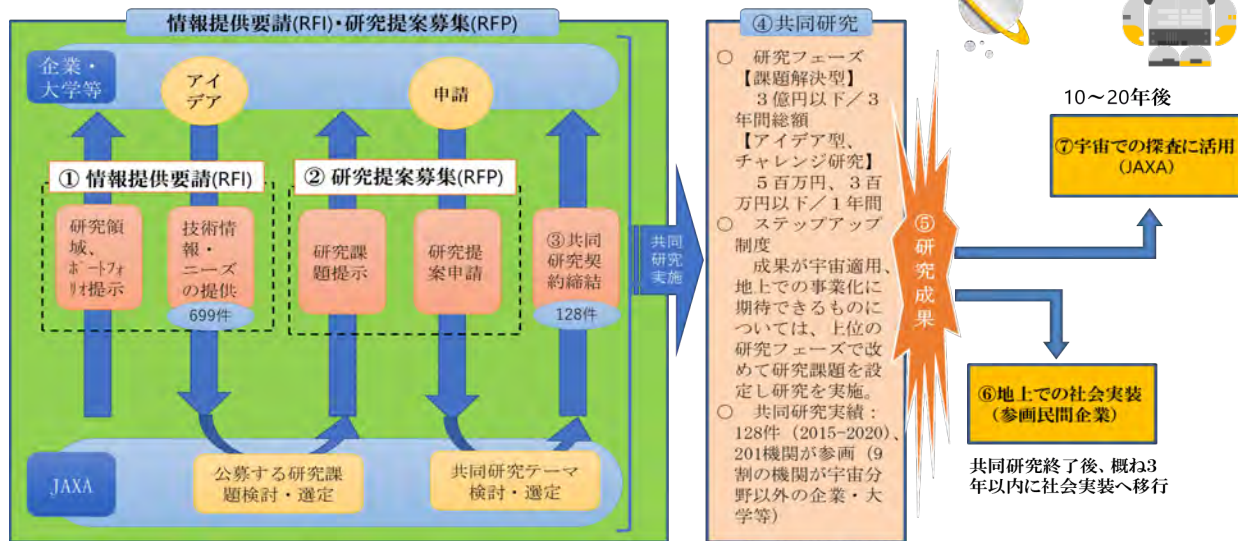 情報提供要請(RFI)・研究提案募集(RFP)
企業・
大学等
アイ
デア
申請
① 情報提供要請(RFI)
② 研究提案募集(RFP)
研究領
域、
ポートフォ
リオ提示
技術情
報・
ニーズ
の提供
699件
研究課
題提示
研究提
案申請
③共同
研究契
約締結
128件
JAXA
公募する研究課
題検討・選定
共同研究テーマ
検討・選定
共同
研究
実施
④共同研究
○ 研究フェーズ
【課題解決型】
3億円以下/3
年間総額
【アイデア型、
チャレンジ研究】
5百万円、3百
万円以下/1年間
○ ステップアップ
制度
成果が宇宙適用、
地上での事業化に
期待できるものに
ついては、上位の
研究フェーズで改
めて研究課題を設
定し研究を実施。
○ 共同研究実績:
128件(2015-2020)、
201機関が参画(9
割の機関が宇宙分
野以外の企業・大
学等)
⑤研究成果
10~20年後
⑦宇宙での探査に活用
(JAXA)
⑥地上での社会実装
(参画民間企業)
共同研究終了後、概ね3
年以内に社会実装へ移行